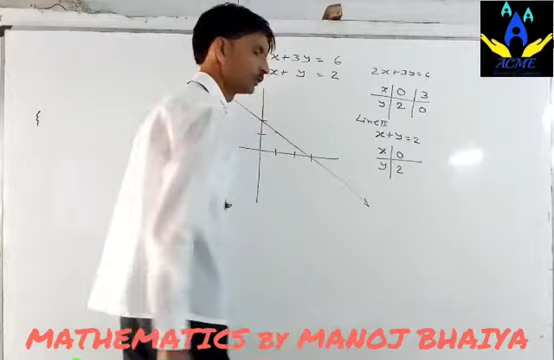 x + 3y = 6
x + y = 2
{
2x + 3y = 6
x | 0 | 3
y | 2 | 0
Line II
x + y = 2
x | 0
y | 2
A A A
ACME
MATHEMATICS BY MANOJ BHAIYA